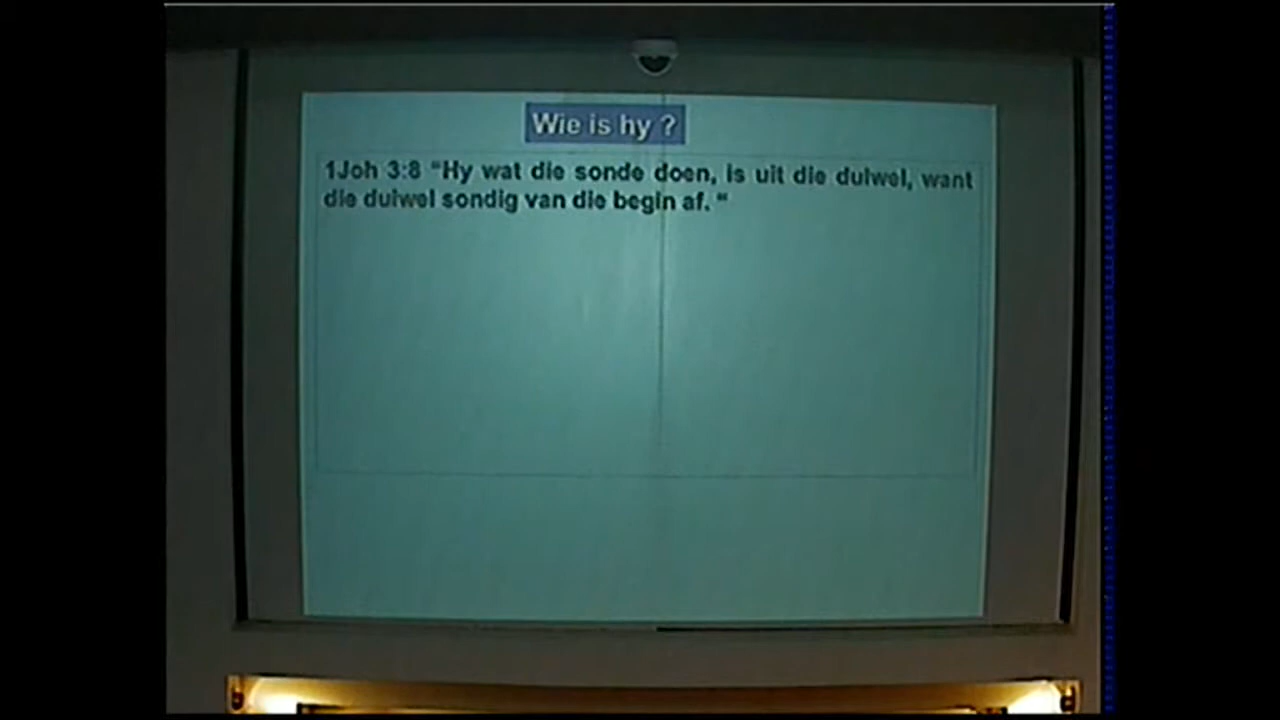 Wie is hy ?
1Joh 3:8 “Hy wat die sonde doen, is uit die duiwel, want
die duiwel sondig van die begin af. “